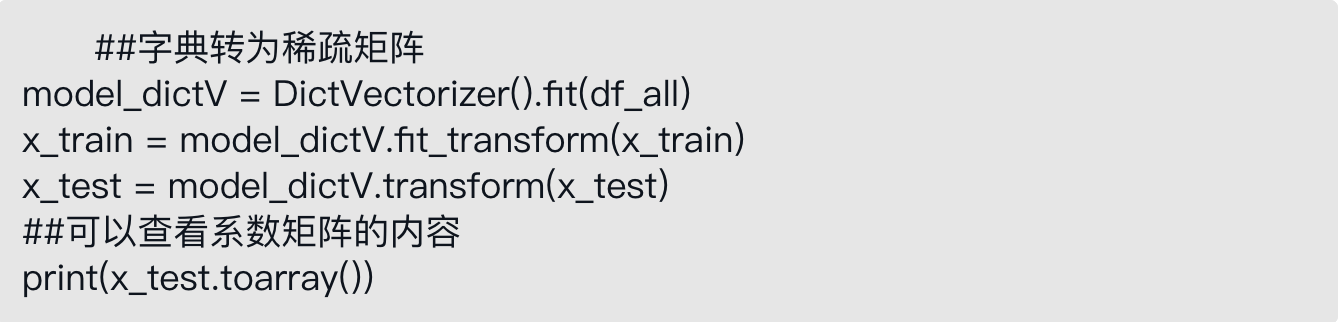 ##字典转为稀疏矩阵
model_dictV = DictVectorizer().fit(df_all)
x_train = model_dictV.fit_transform(x_train)
x_test = model_dictV.transform(x_test)
##可以查看系数矩阵的内容
print(x_test.toarray())